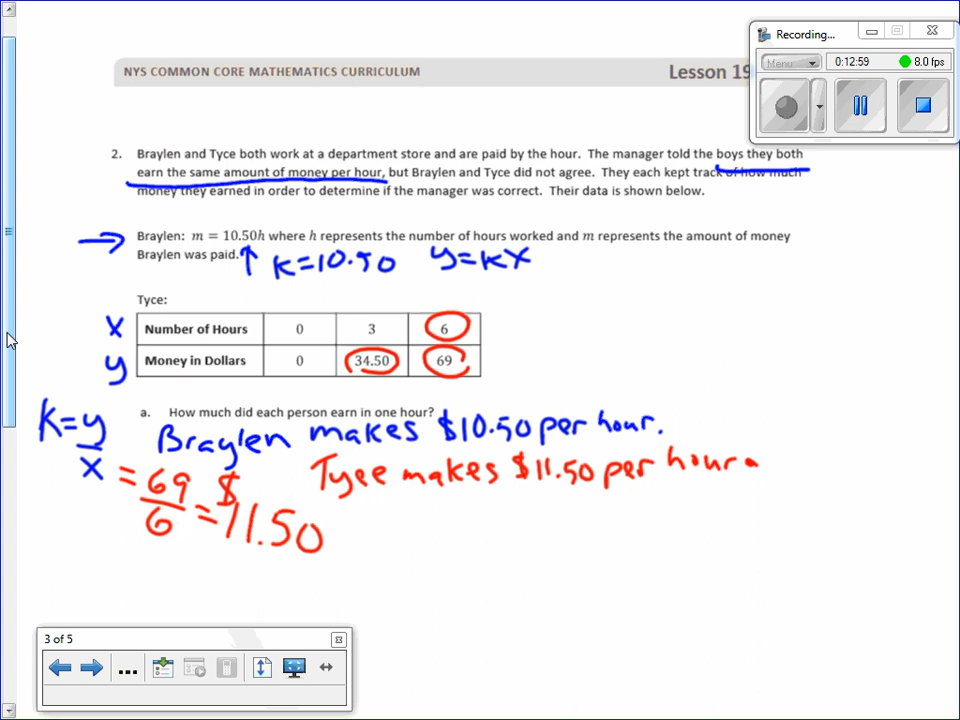 Recording...
Menu
0:12:59
8.0 fps
NYS COMMON CORE MATHEMATICS CURRICULUM
Lesson 19
2. Braylen and Tyce both work at a department store and are paid by the hour. The manager told the boys they both
earn the same amount of money per hour, but Braylen and Tyce did not agree. They each kept track of how much
money they earned in order to determine if the manager was correct. Their data is shown below.
Braylen: m = 10.50h where h represents the number of hours worked and m represents the amount of money
Braylen was paid.
↑ K=10.50 y=KX
Tyce:
X Number of Hours 0 3 6
y Money in Dollars 0 34.50 69
a. How much did each person earn in one hour?
K=y/x
Braylen makes $10.50 per hour.
Tyce makes $11.50 per hour.
=69/6=$11.50
3 of 5
...